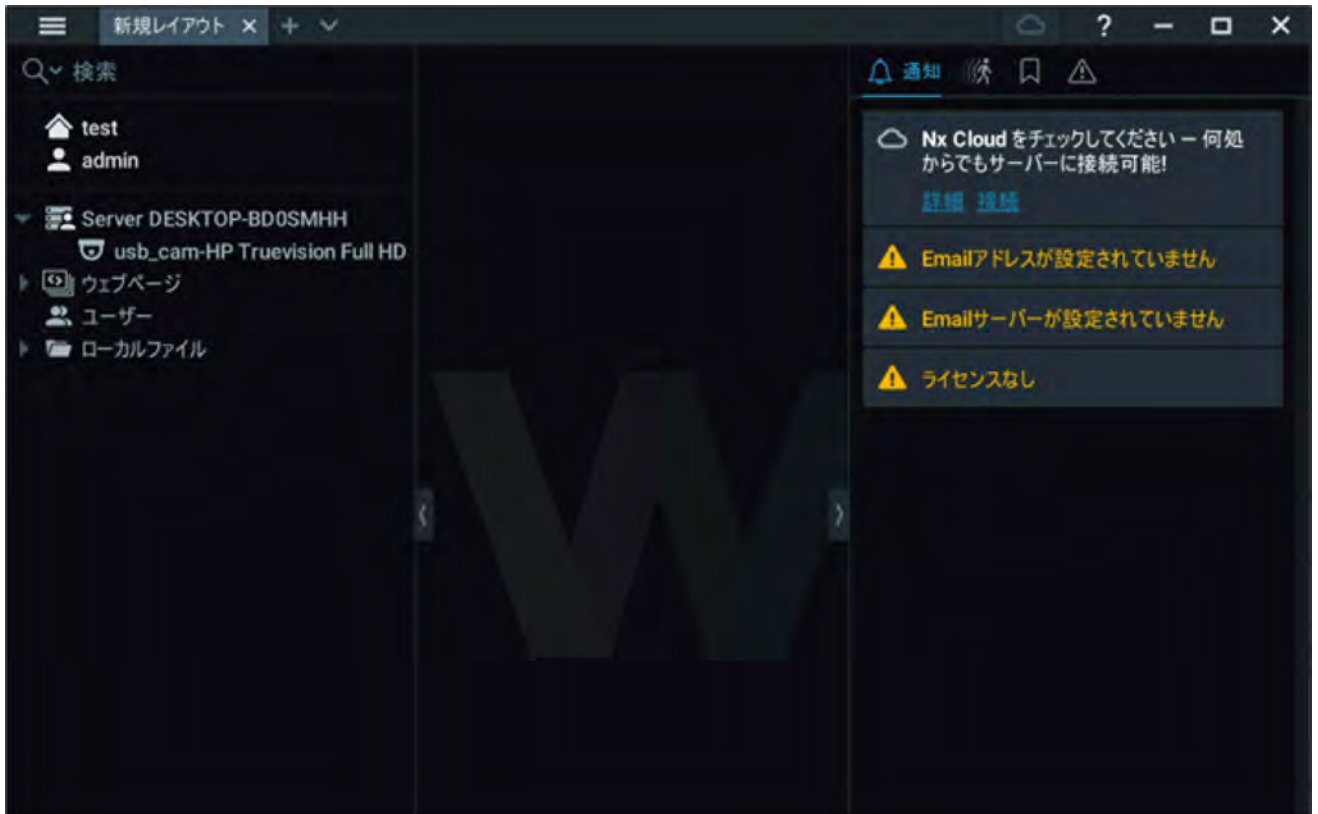 新規レイアウト
?
検索
test
admin
Server DESKTOP-BD0SMHH
usb_cam-HP Truevision Full HD
ウェブページ
ユーザー
ローカルファイル
通知
Nx Cloud をチェックしてください – 何処
からでもサーバーに接続可能!
詳細 接続
Emailアドレスが設定されていません
Emailサーバーが設定されていません
ライセンスなし
W